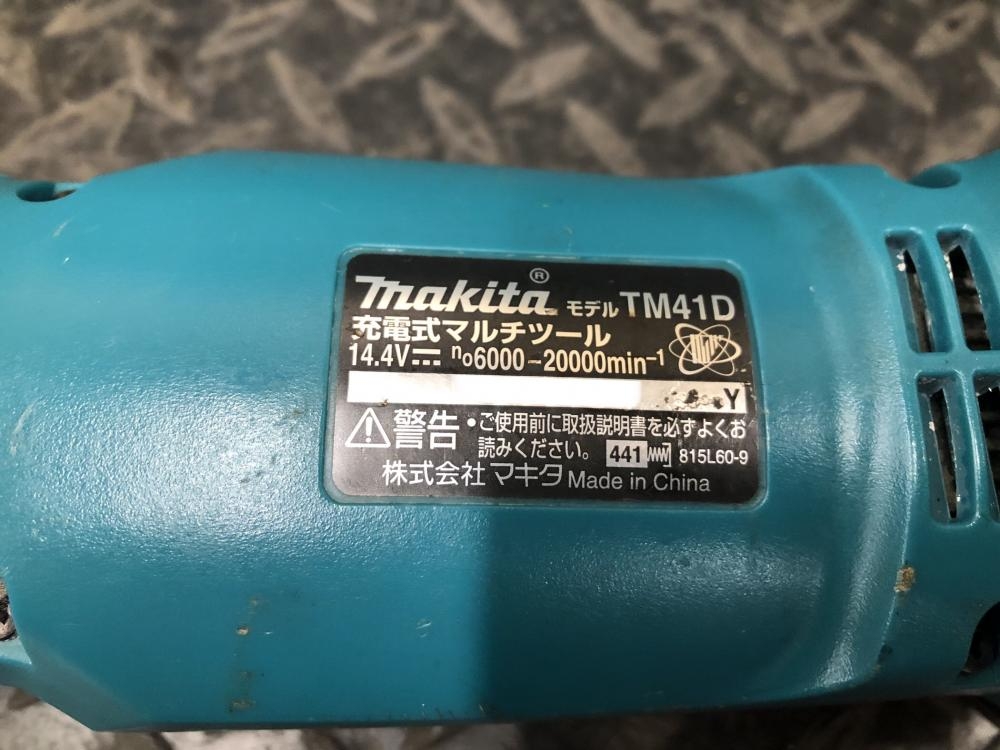 makita® モデル TM41D
充電式マルチツール
14.4V⎓ n₀6000–20000min⁻¹
Y
⚠警告 •ご使用前に取扱説明書を必ずよくお
読みください。 441 815L60-9
株式会社 マキタ Made in China